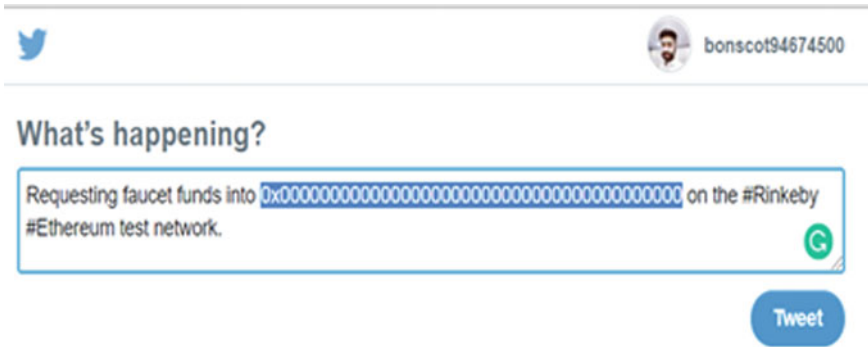 bonscot94674500
What's happening?
Requesting faucet funds into 0x0000000000000000000000000000000000000000 on the #Rinkeby
#Ethereum test network.
G
Tweet